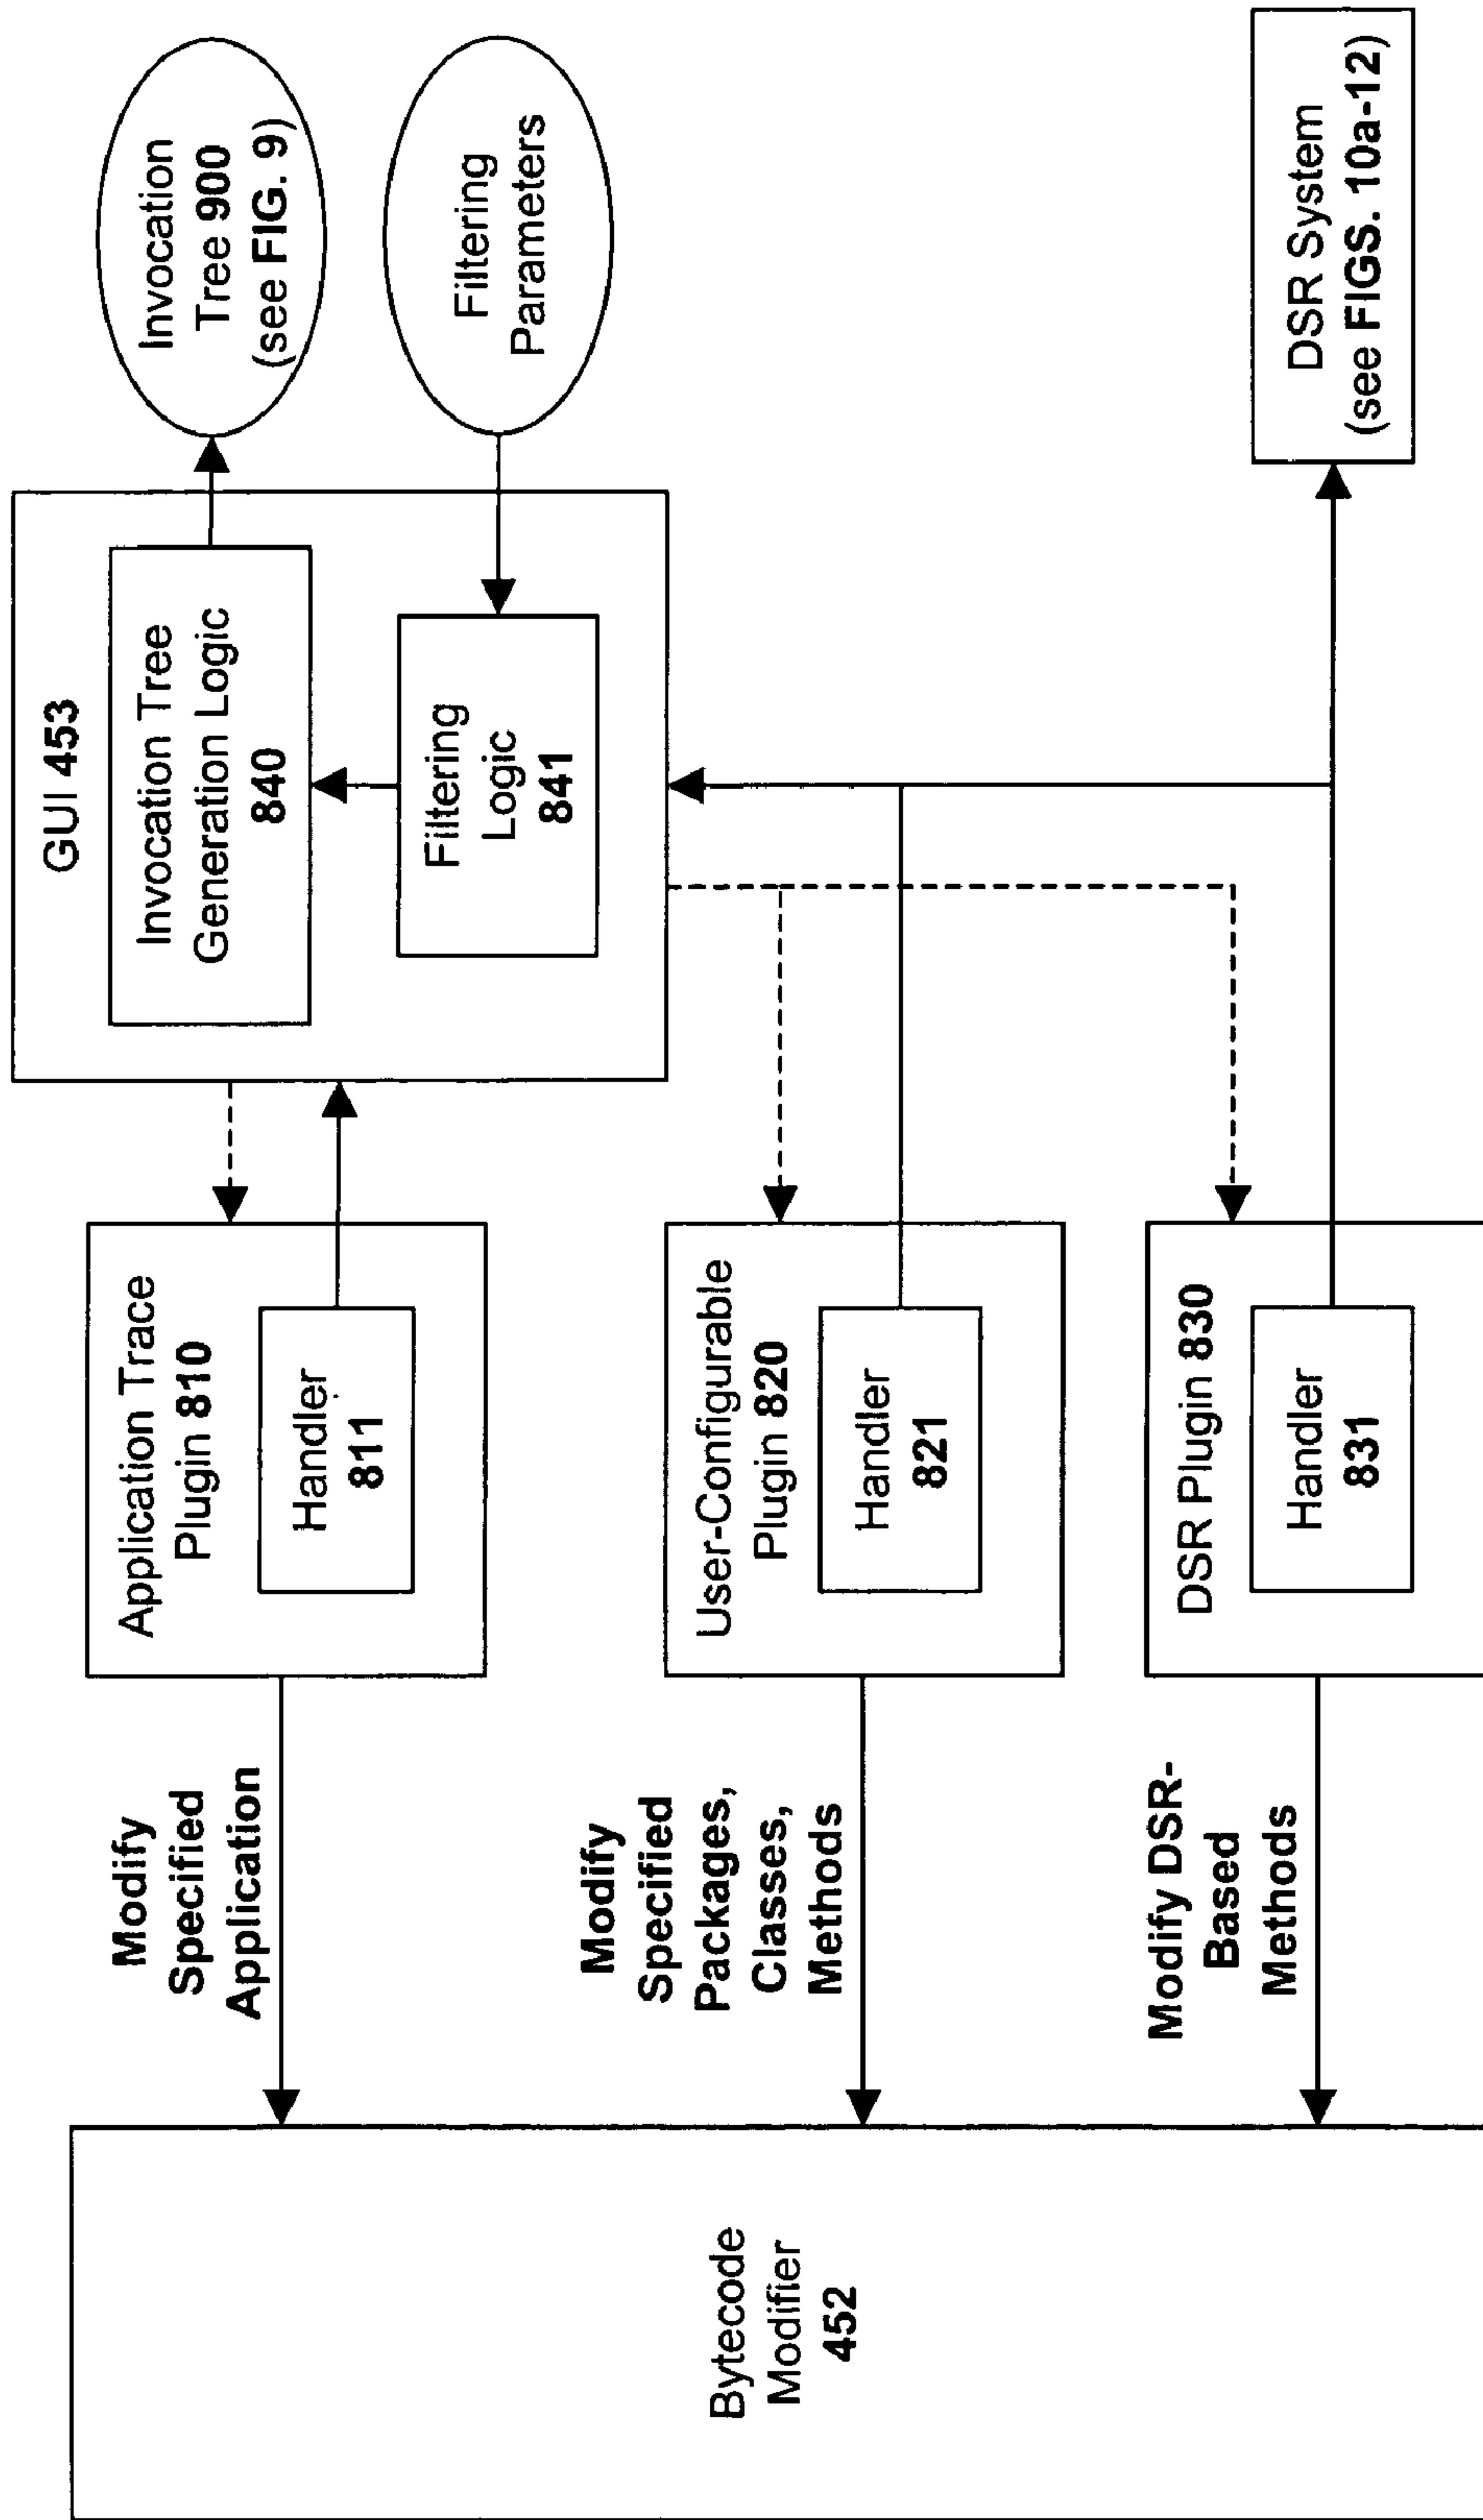 Bytecode
Modifier
452
Modify
Specified
Application
Modify
Specified
Packages,
Classes,
Methods
Modify DSR-
Based
Methods
Application Trace
Plugin 810
Handler
811
User-Configurable
Plugin 820
Handler
821
DSR Plugin 830
Handler
831
GUI 453
Invocation Tree
Generation Logic
840
Filtering
Logic
841
Invocation
Tree 900
(see FIG. 9)
Filtering
Parameters
DSR System
(see FIGS. 10a-12)